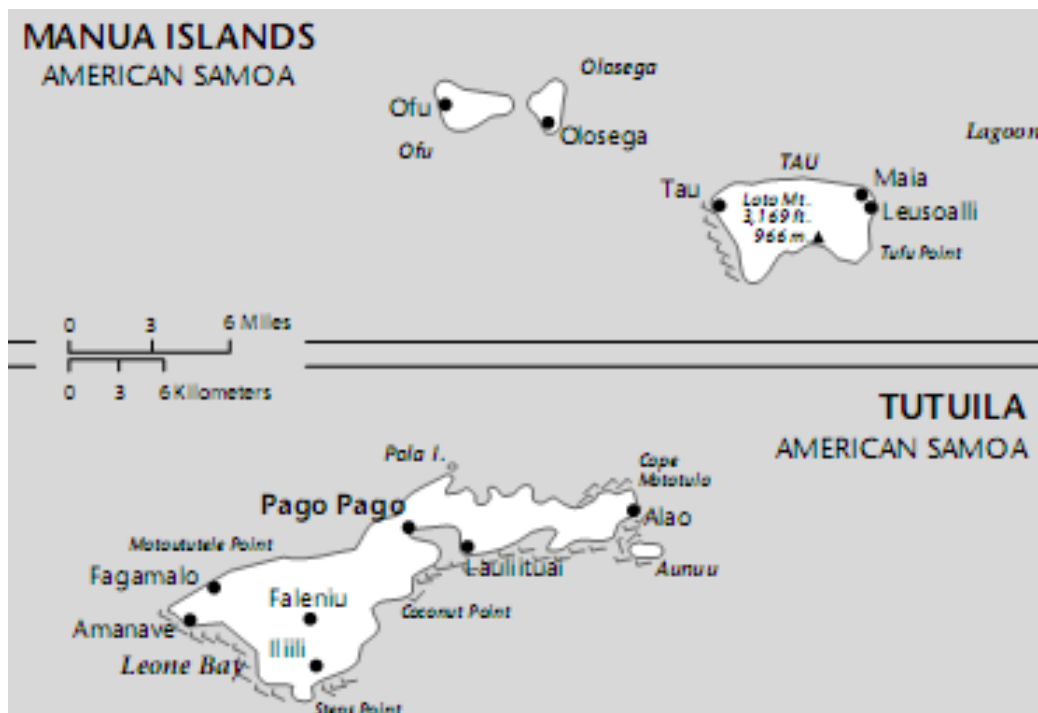 MANUA ISLANDS
AMERICAN SAMOA
Olosega
Ofu
Olosega
Ofu
Lagoon
TAU
Tau
Maia
Lata Mt.
3,169 ft.
966 m
Leusoalli
Tufu Point
0 3 6 Miles
0 3 6 Kilometers
TUTUILA
AMERICAN SAMOA
Pola I.
Cape
Matatula
Pago Pago
Alao
Lauliituai
Aunuu
Fagamalo
Faleniu
Coconut Point
Amanave
Iliili
Leone Bay
Steps Point